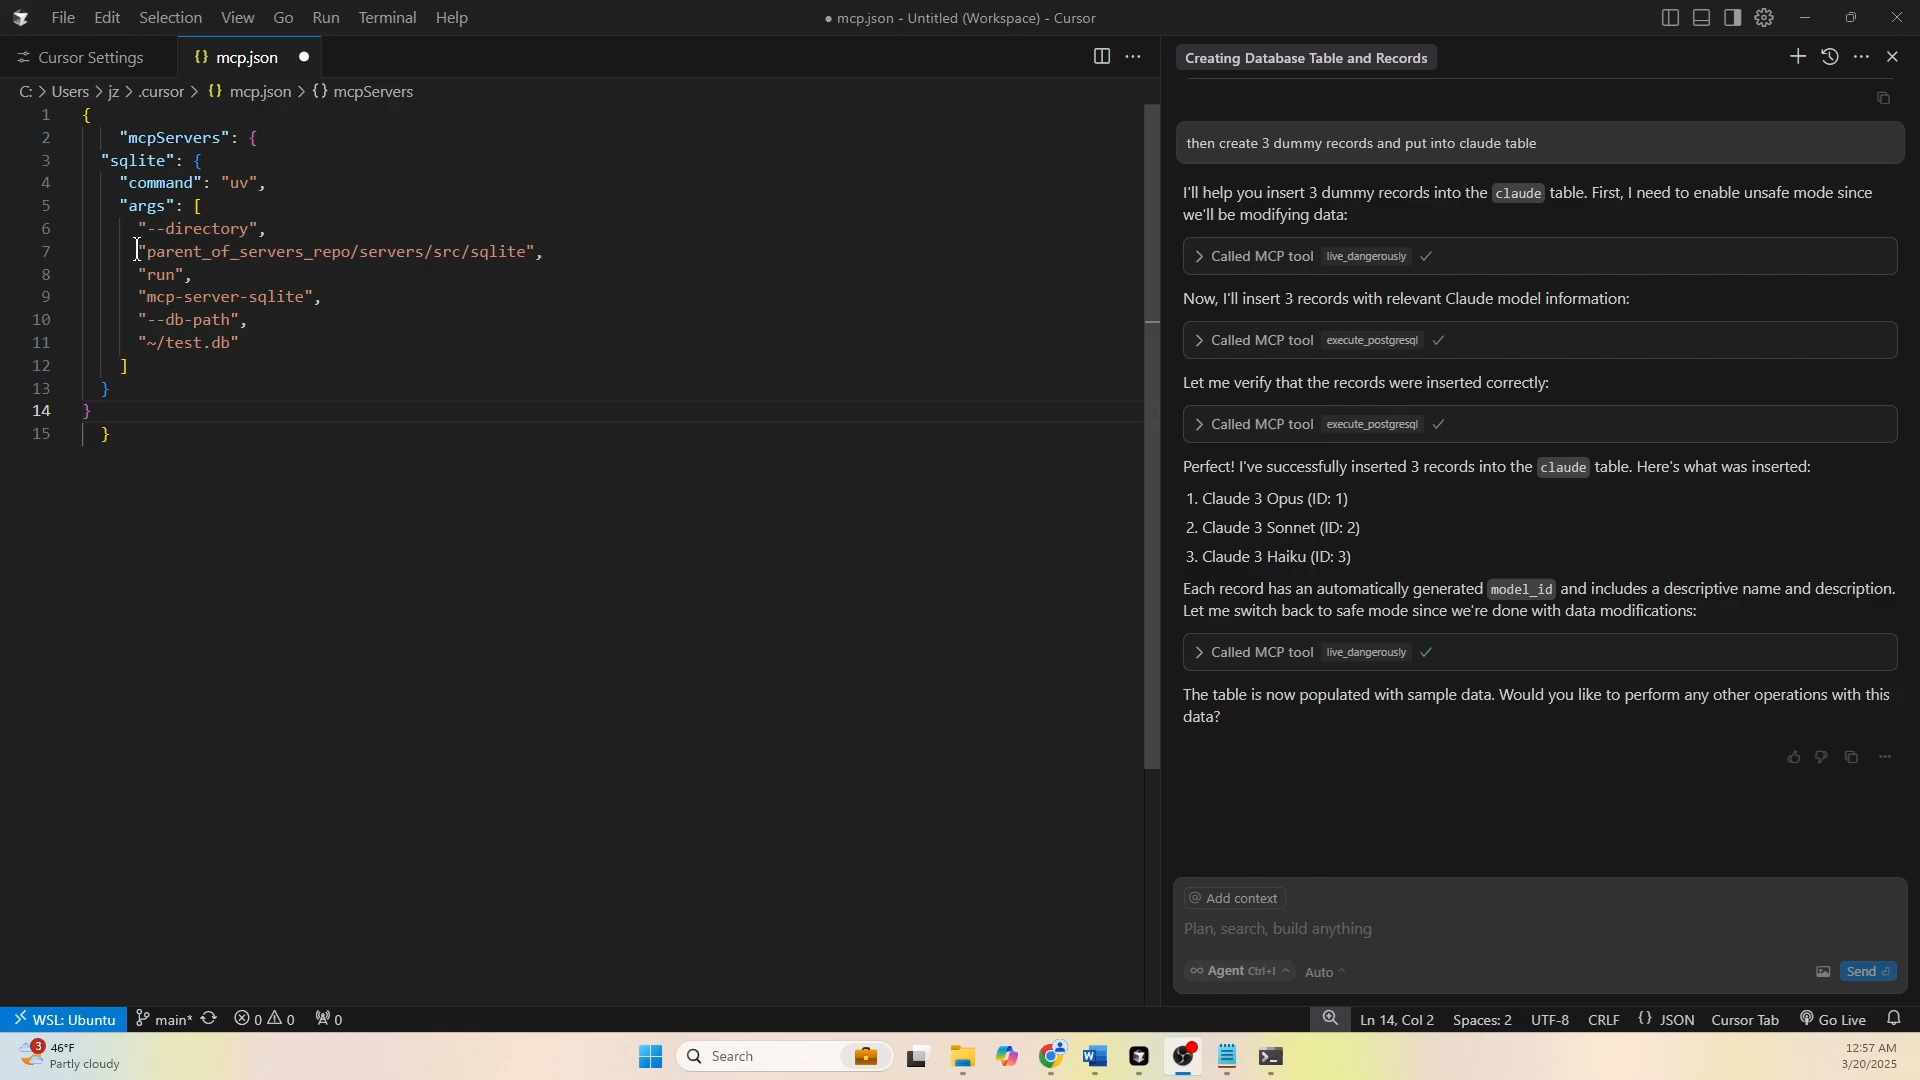 File Edit Selection View Go Run Terminal Help
● mcp.json - Untitled (Workspace) - Cursor
Cursor Settings
{} mcp.json ●
C: > Users > jz > .cursor > {} mcp.json > {} mcpServers
1 {
2 "mcpServers": {
3 "sqlite": {
4 "command": "uv",
5 "args": [
6 "--directory",
7 "parent_of_servers_repo/servers/src/sqlite",
8 "run",
9 "mcp-server-sqlite",
10 "--db-path",
11 "~/test.db"
12 ]
13 }
14 }
15 }
Creating Database Table and Records
then create 3 dummy records and put into claude table
I'll help you insert 3 dummy records into the claude table. First, I need to enable unsafe mode since
we'll be modifying data:
> Called MCP tool live_dangerously ✓
Now, I'll insert 3 records with relevant Claude model information:
> Called MCP tool execute_postgresql ✓
Let me verify that the records were inserted correctly:
> Called MCP tool execute_postgresql ✓
Perfect! I've successfully inserted 3 records into the claude table. Here's what was inserted:
1. Claude 3 Opus (ID: 1)
2. Claude 3 Sonnet (ID: 2)
3. Claude 3 Haiku (ID: 3)
Each record has an automatically generated model_id and includes a descriptive name and description.
Let me switch back to safe mode since we're done with data modifications:
> Called MCP tool live_dangerously ✓
The table is now populated with sample data. Would you like to perform any other operations with this
data?
@ Add context
Plan, search, build anything
∞ Agent Ctrl+I ^ Auto ^
Send
WSL: Ubuntu main* 0 0 0
Ln 14, Col 2 Spaces: 2 UTF-8 CRLF {} JSON Cursor Tab Go Live
3
46°F
Partly cloudy
Search
12:57 AM
3/20/2025